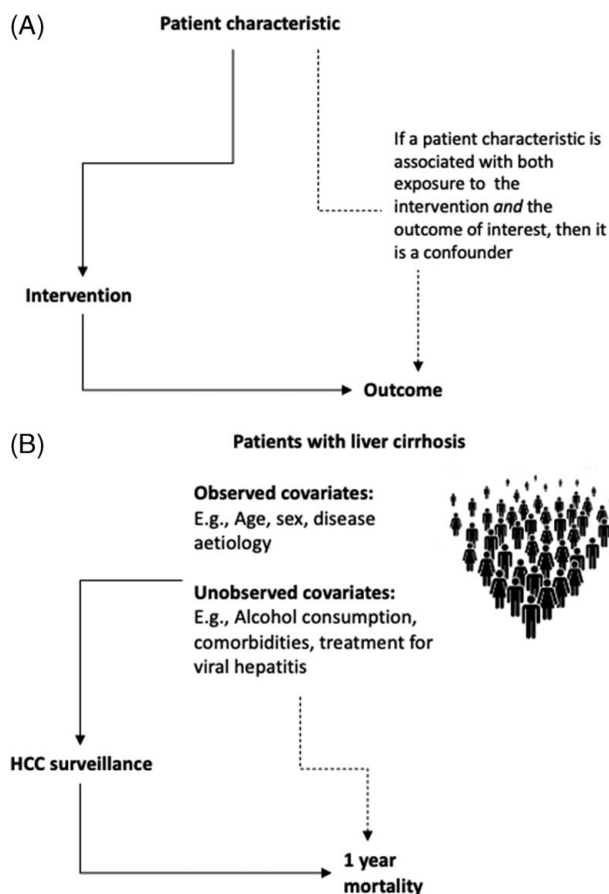 (A)
Patient characteristic
If a patient characteristic is
associated with both
exposure to the
intervention and the
outcome of interest, then it
is a confounder
Intervention
Outcome
(B)
Patients with liver cirrhosis
Observed covariates:
E.g., Age, sex, disease
aetiology
Unobserved covariates:
E.g., Alcohol consumption,
comorbidities, treatment for
viral hepatitis
HCC surveillance
1 year
mortality